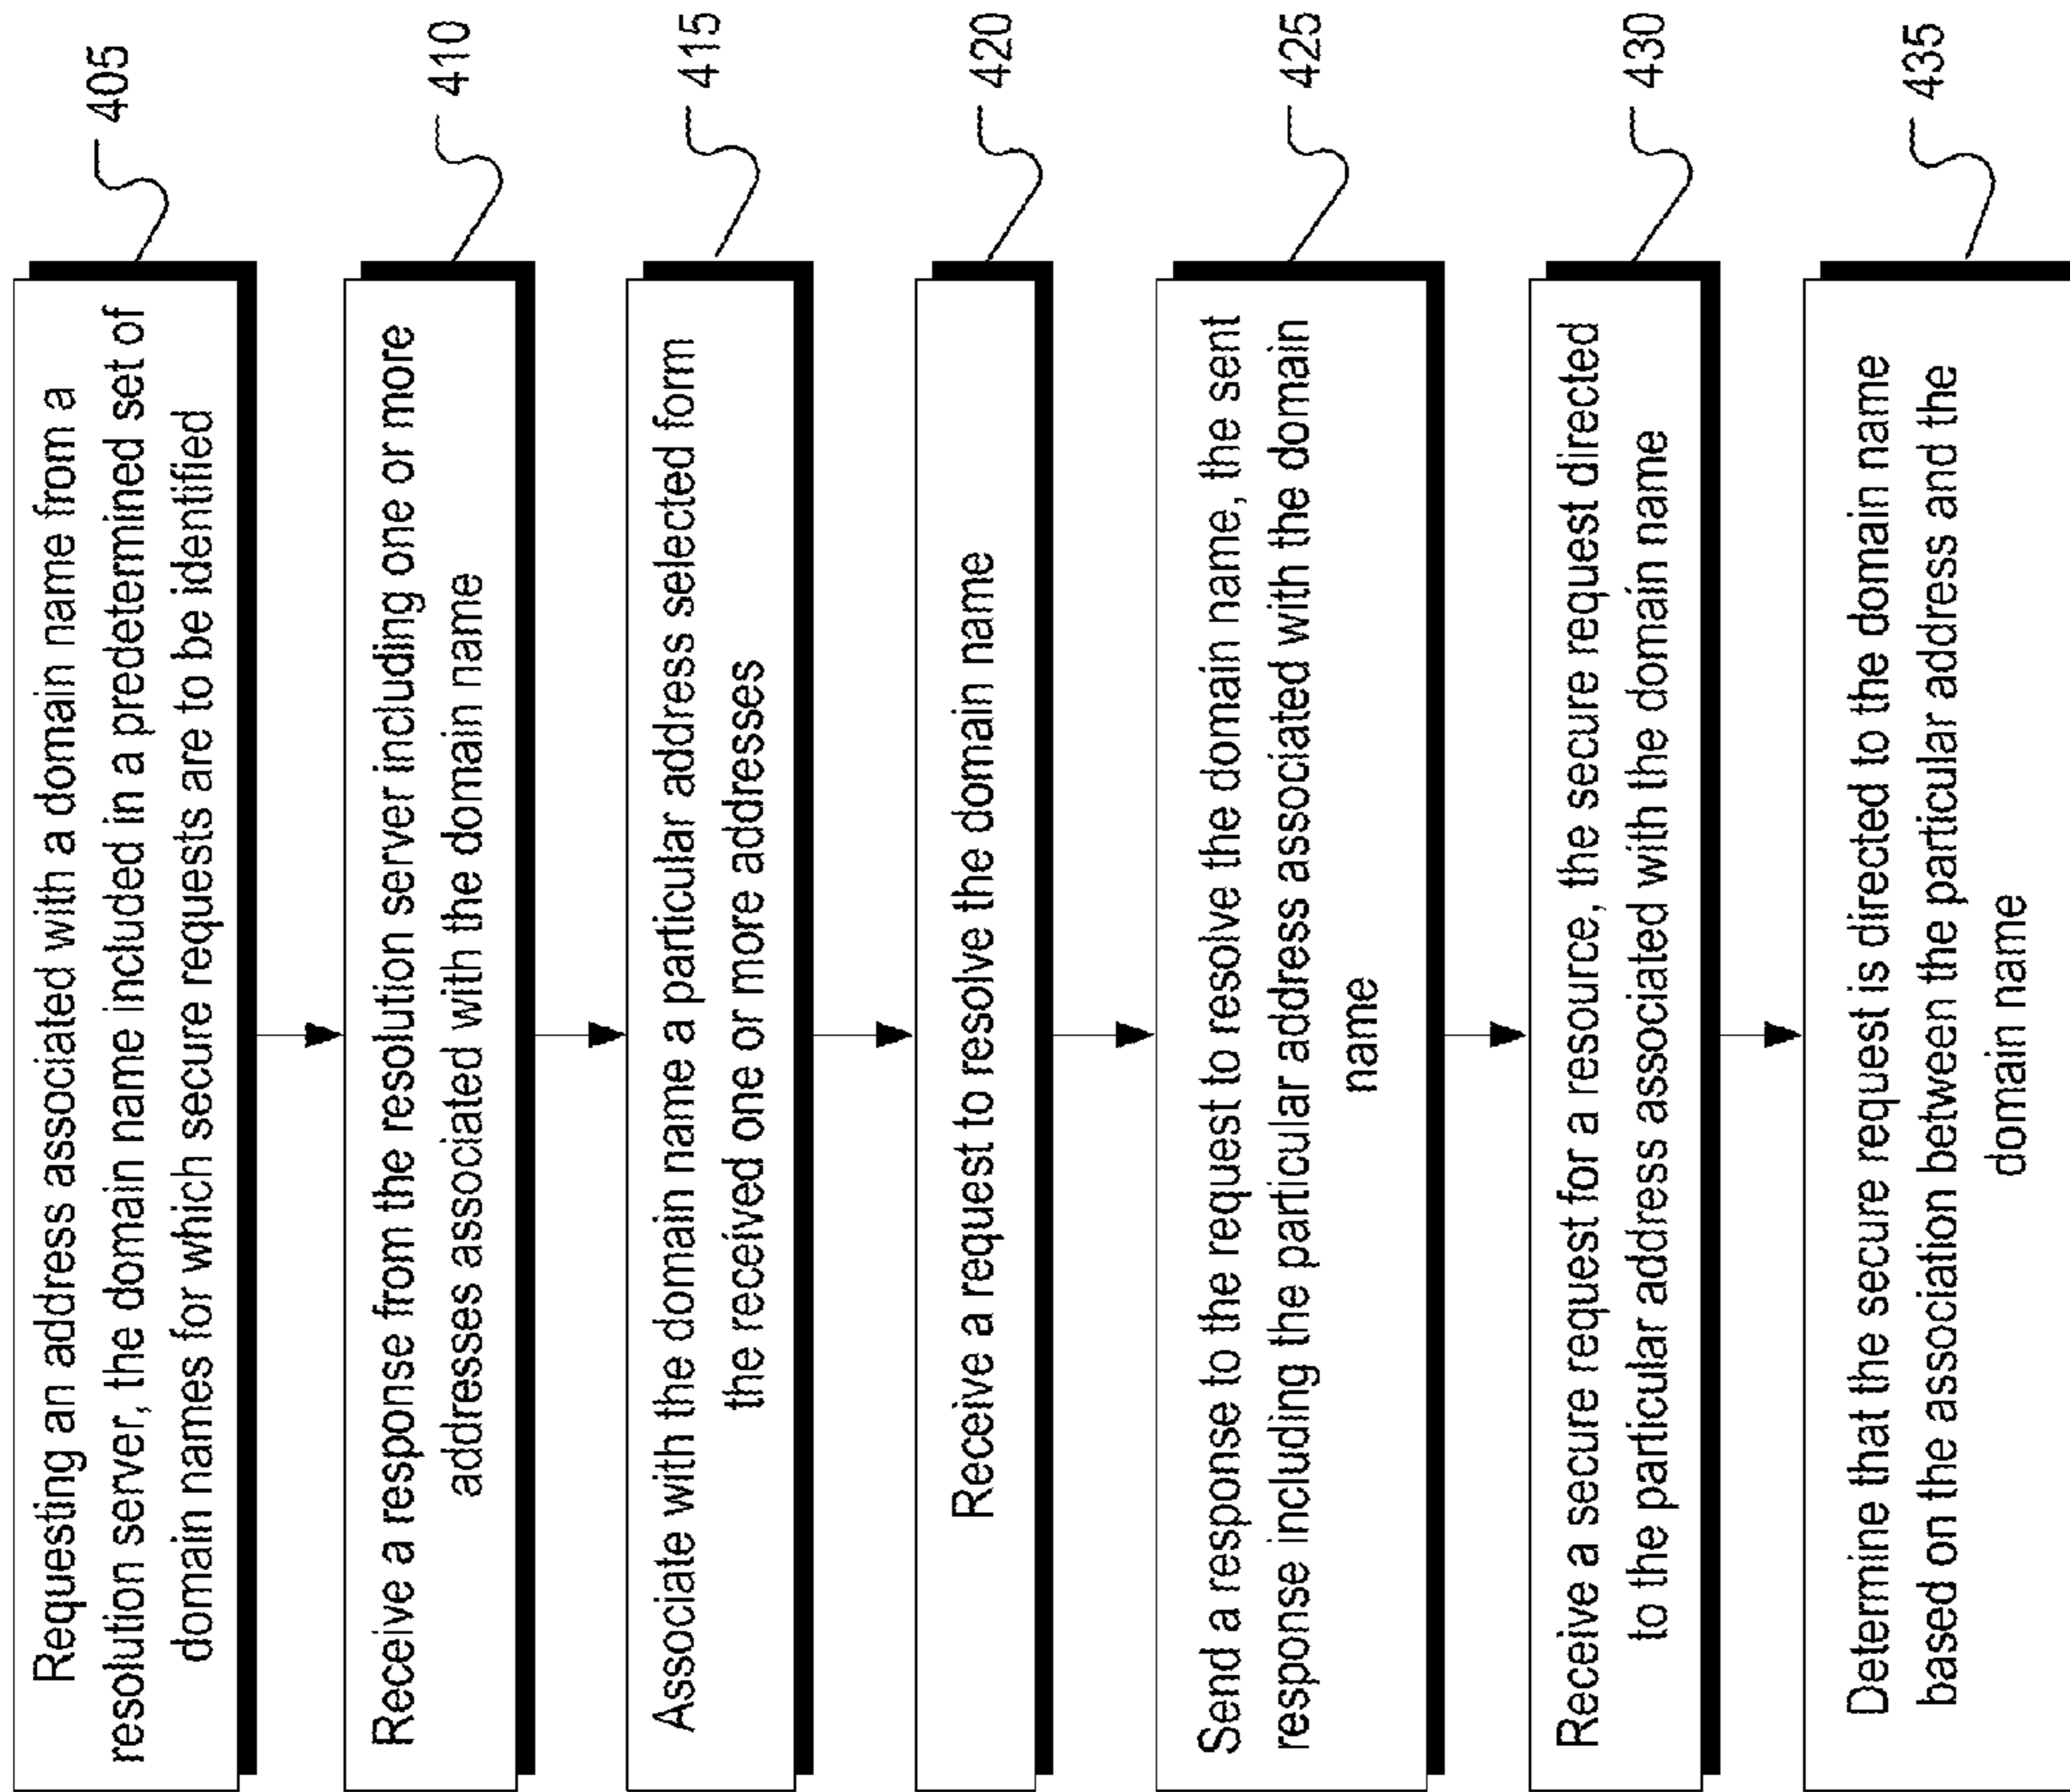 Requesting an address associated with a domain name from a
resolution server, the domain name included in a predetermined set of
domain names for which secure requests are to be identified
405
Receive a response from the resolution server including one or more
addresses associated with the domain name
410
Associate with the domain name a particular address selected form
the received one or more addresses
415
Receive a request to resolve the domain name
420
Send a response to the request to resolve the domain name, the sent
response including the particular address associated with the domain
name
425
Receive a secure request for a resource, the secure request directed
to the particular address associated with the domain name
430
Determine that the secure request is directed to the domain name
based on the association between the particular address and the
domain name
435